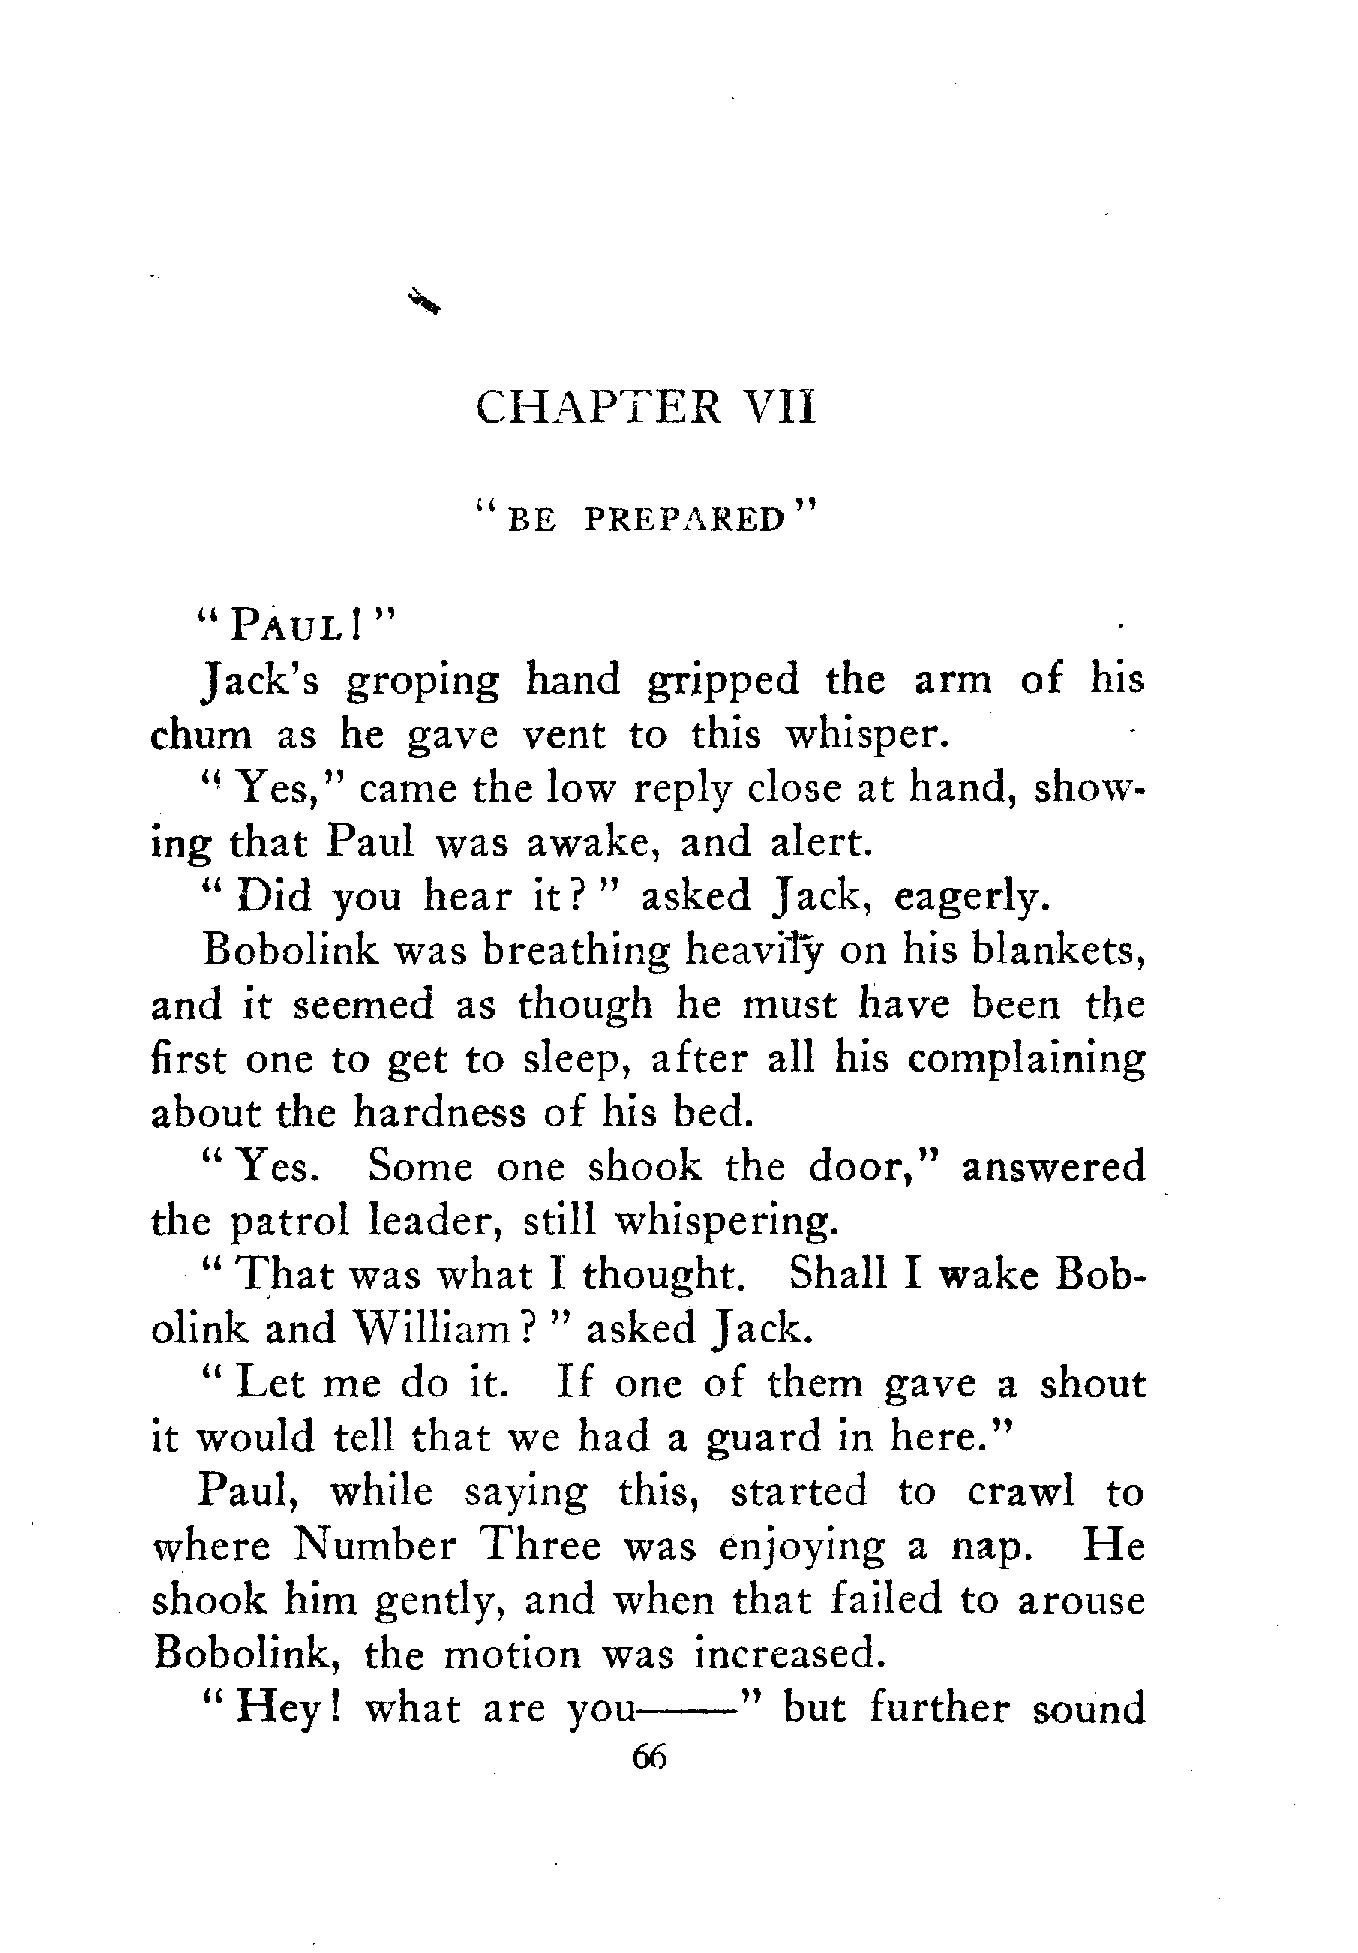 CHAPTER VII
"BE PREPARED"
"PAUL!"
Jack's groping hand gripped the arm of his
chum as he gave vent to this whisper.
"Yes," came the low reply close at hand, show-
ing that Paul was awake, and alert.
"Did you hear it?" asked Jack, eagerly.
Bobolink was breathing heavily on his blankets,
and it seemed as though he must have been the
first one to get to sleep, after all his complaining
about the hardness of his bed.
"Yes. Some one shook the door," answered
the patrol leader, still whispering.
"That was what I thought. Shall I wake Bob-
olink and William?" asked Jack.
"Let me do it. If one of them gave a shout
it would tell that we had a guard in here."
Paul, while saying this, started to crawl to
where Number Three was enjoying a nap. He
shook him gently, and when that failed to arouse
Bobolink, the motion was increased.
"Hey! what are you——" but further sound
66